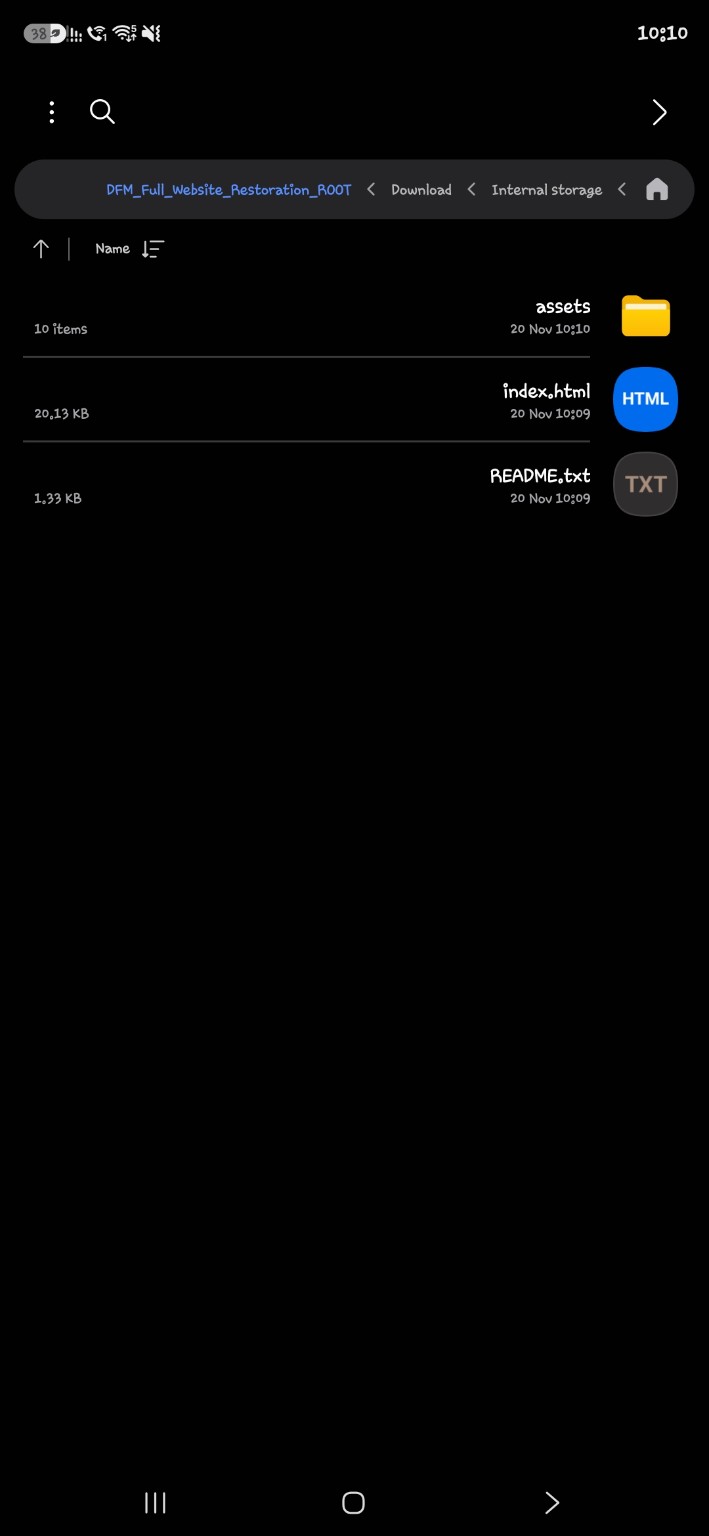 38 10:10
DFM_Full_Website_Restoration_ROOT Download Internal storage
Name
assets
10 items 20 Nov 10:10
index.html
HTML
20.13 KB 20 Nov 10:09
README.txt
TXT
1.33 KB 20 Nov 10:09